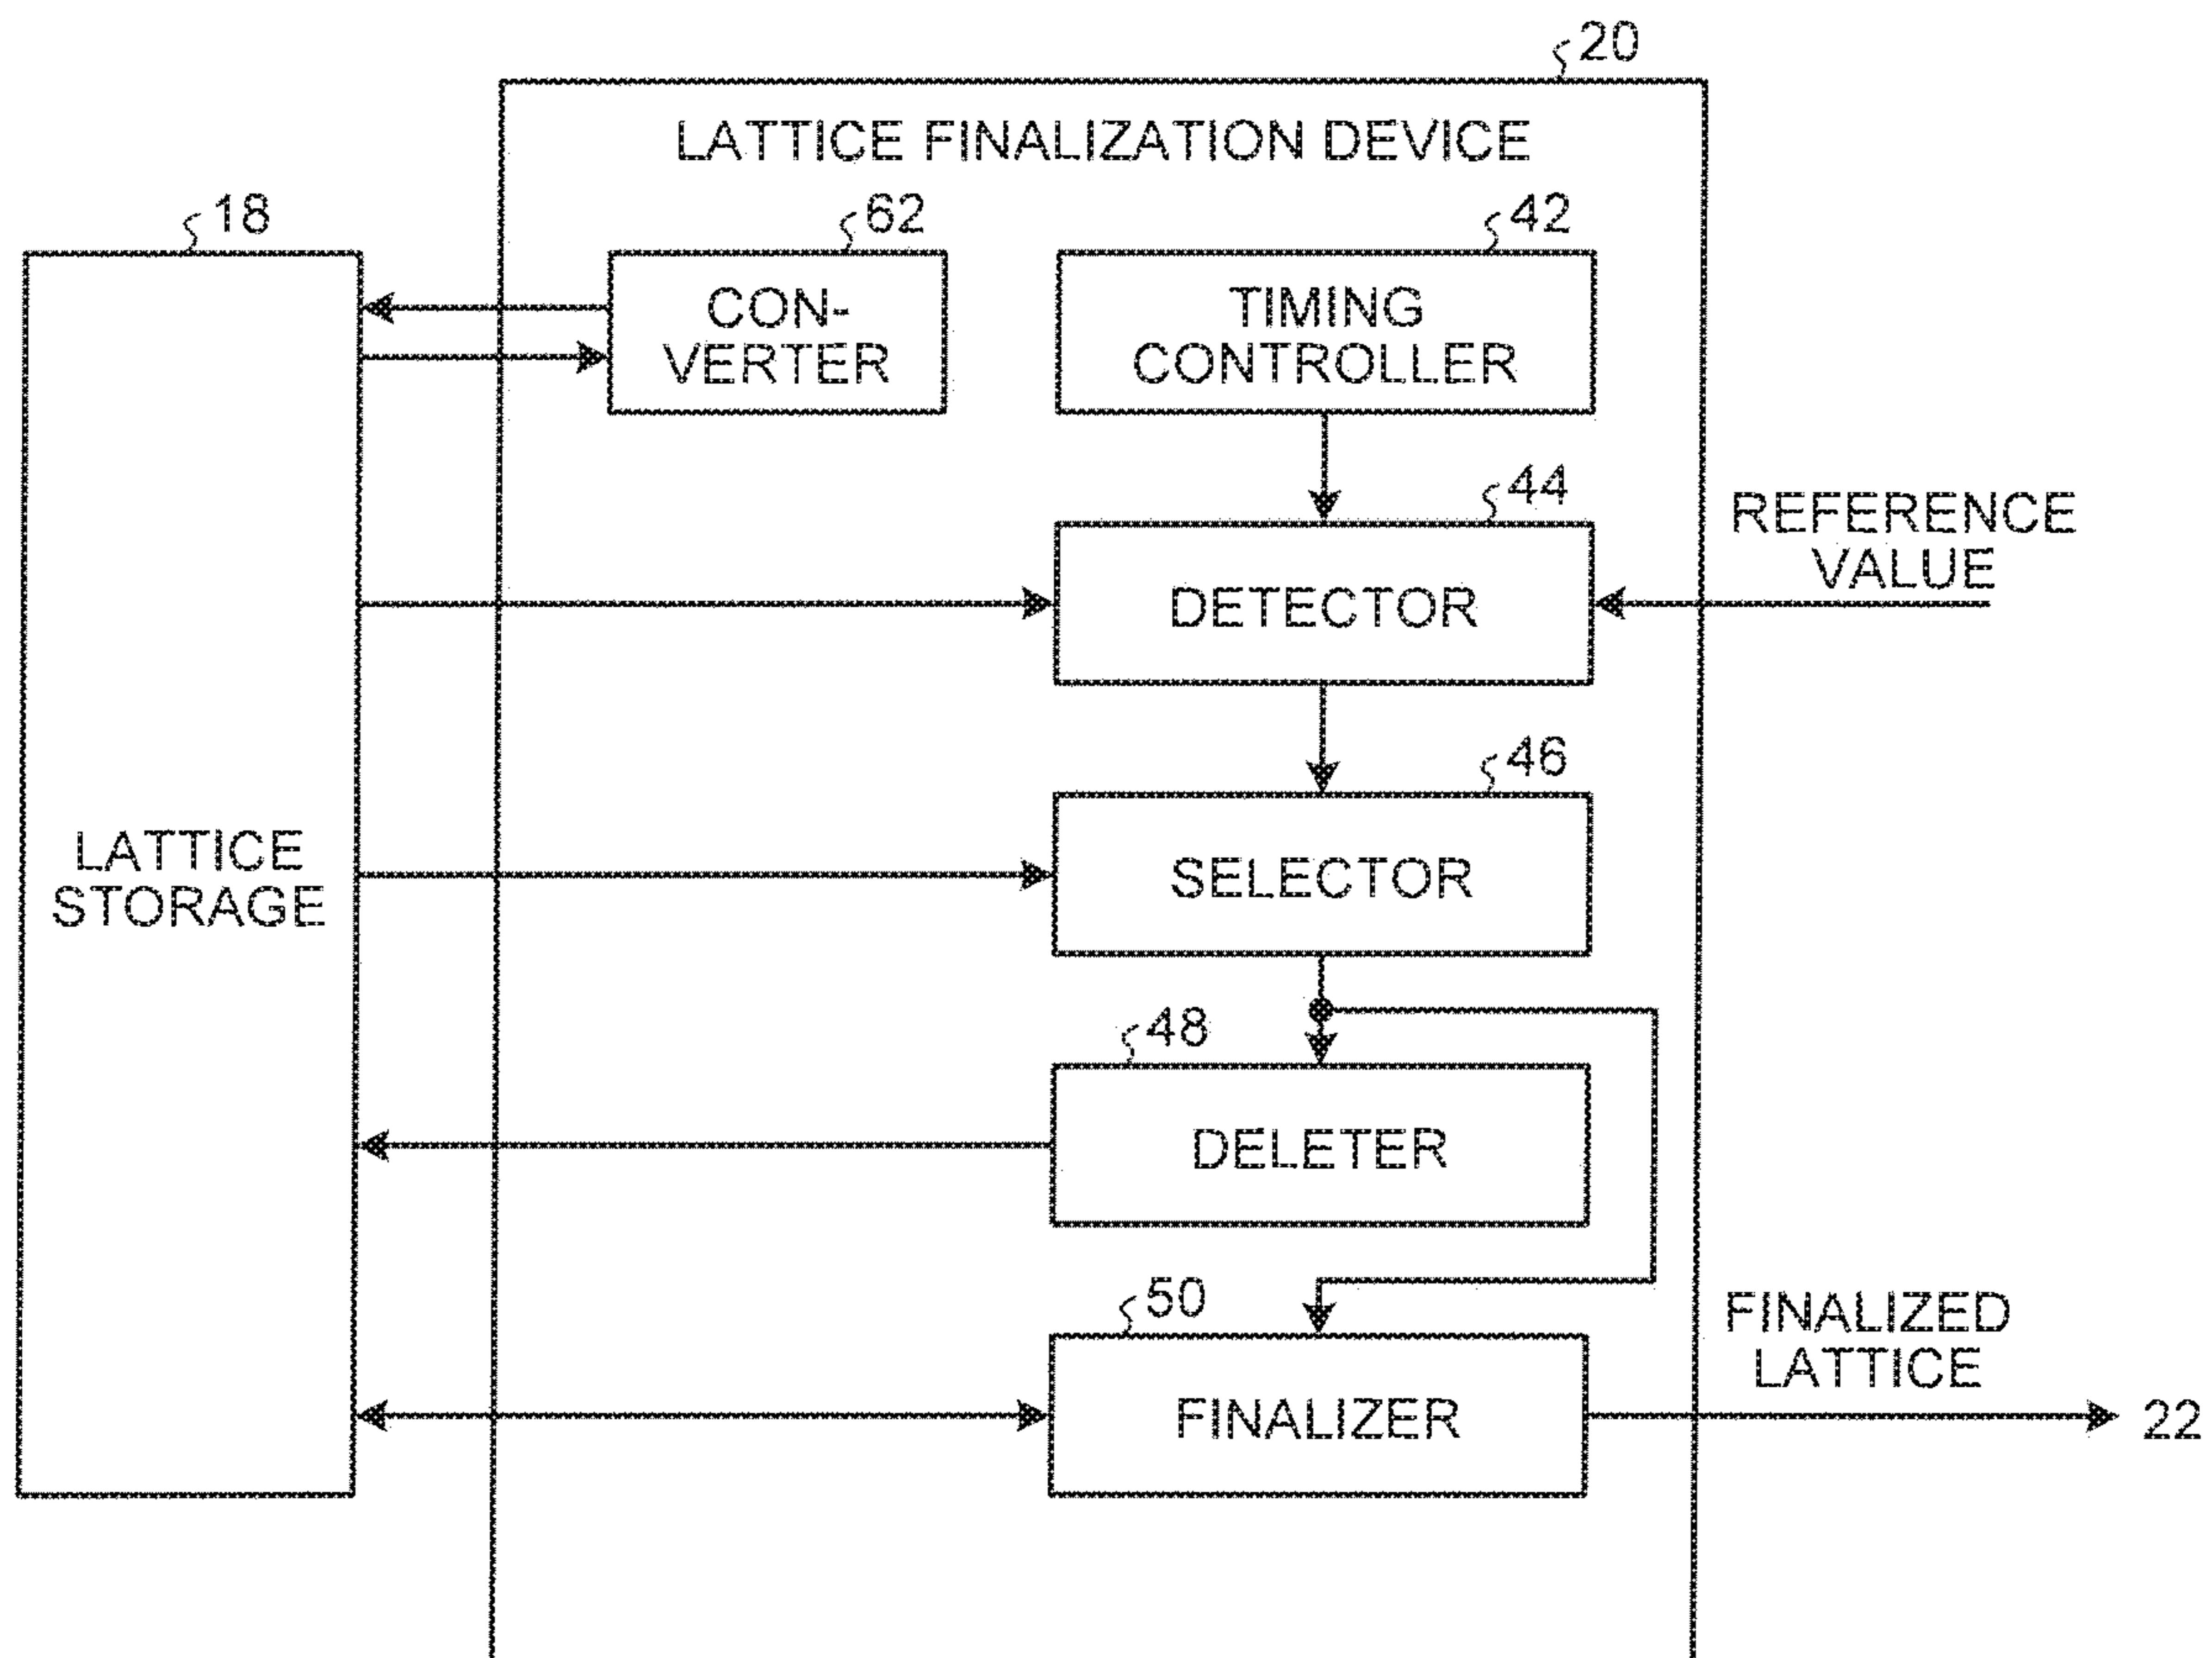 20
LATTICE FINALIZATION DEVICE
18
62
42
CON-
VERTER
TIMING
CONTROLLER
44
REFERENCE
VALUE
DETECTOR
46
LATTICE
STORAGE
SELECTOR
48
DELETER
50
FINALIZED
LATTICE
FINALIZER
22